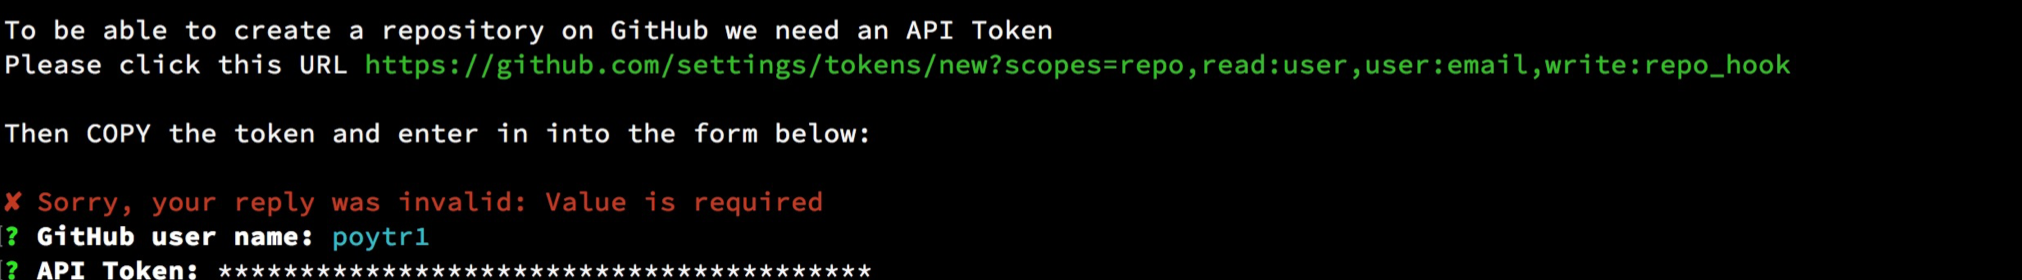 To be able to create a repository on GitHub we need an API Token
Please click this URL https://github.com/settings/tokens/new?scopes=repo,read:user,user:email,write:repo_hook
Then COPY the token and enter in into the form below:
✘ Sorry, your reply was invalid: Value is required
? GitHub user name: poytr1
? API Token: ****************************************